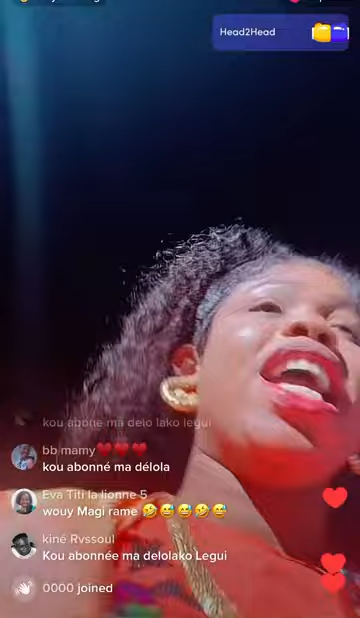 Head2Head
kou abone ma delo lako legui
bb mamy❤️❤️❤️
kou abonné ma délola
Eva Titi la lionne 5
wouy Magi rame 🤣😅😅🤣😅
kiné Rvssoul
Kou abonnée ma delolako Legui
0000 joined